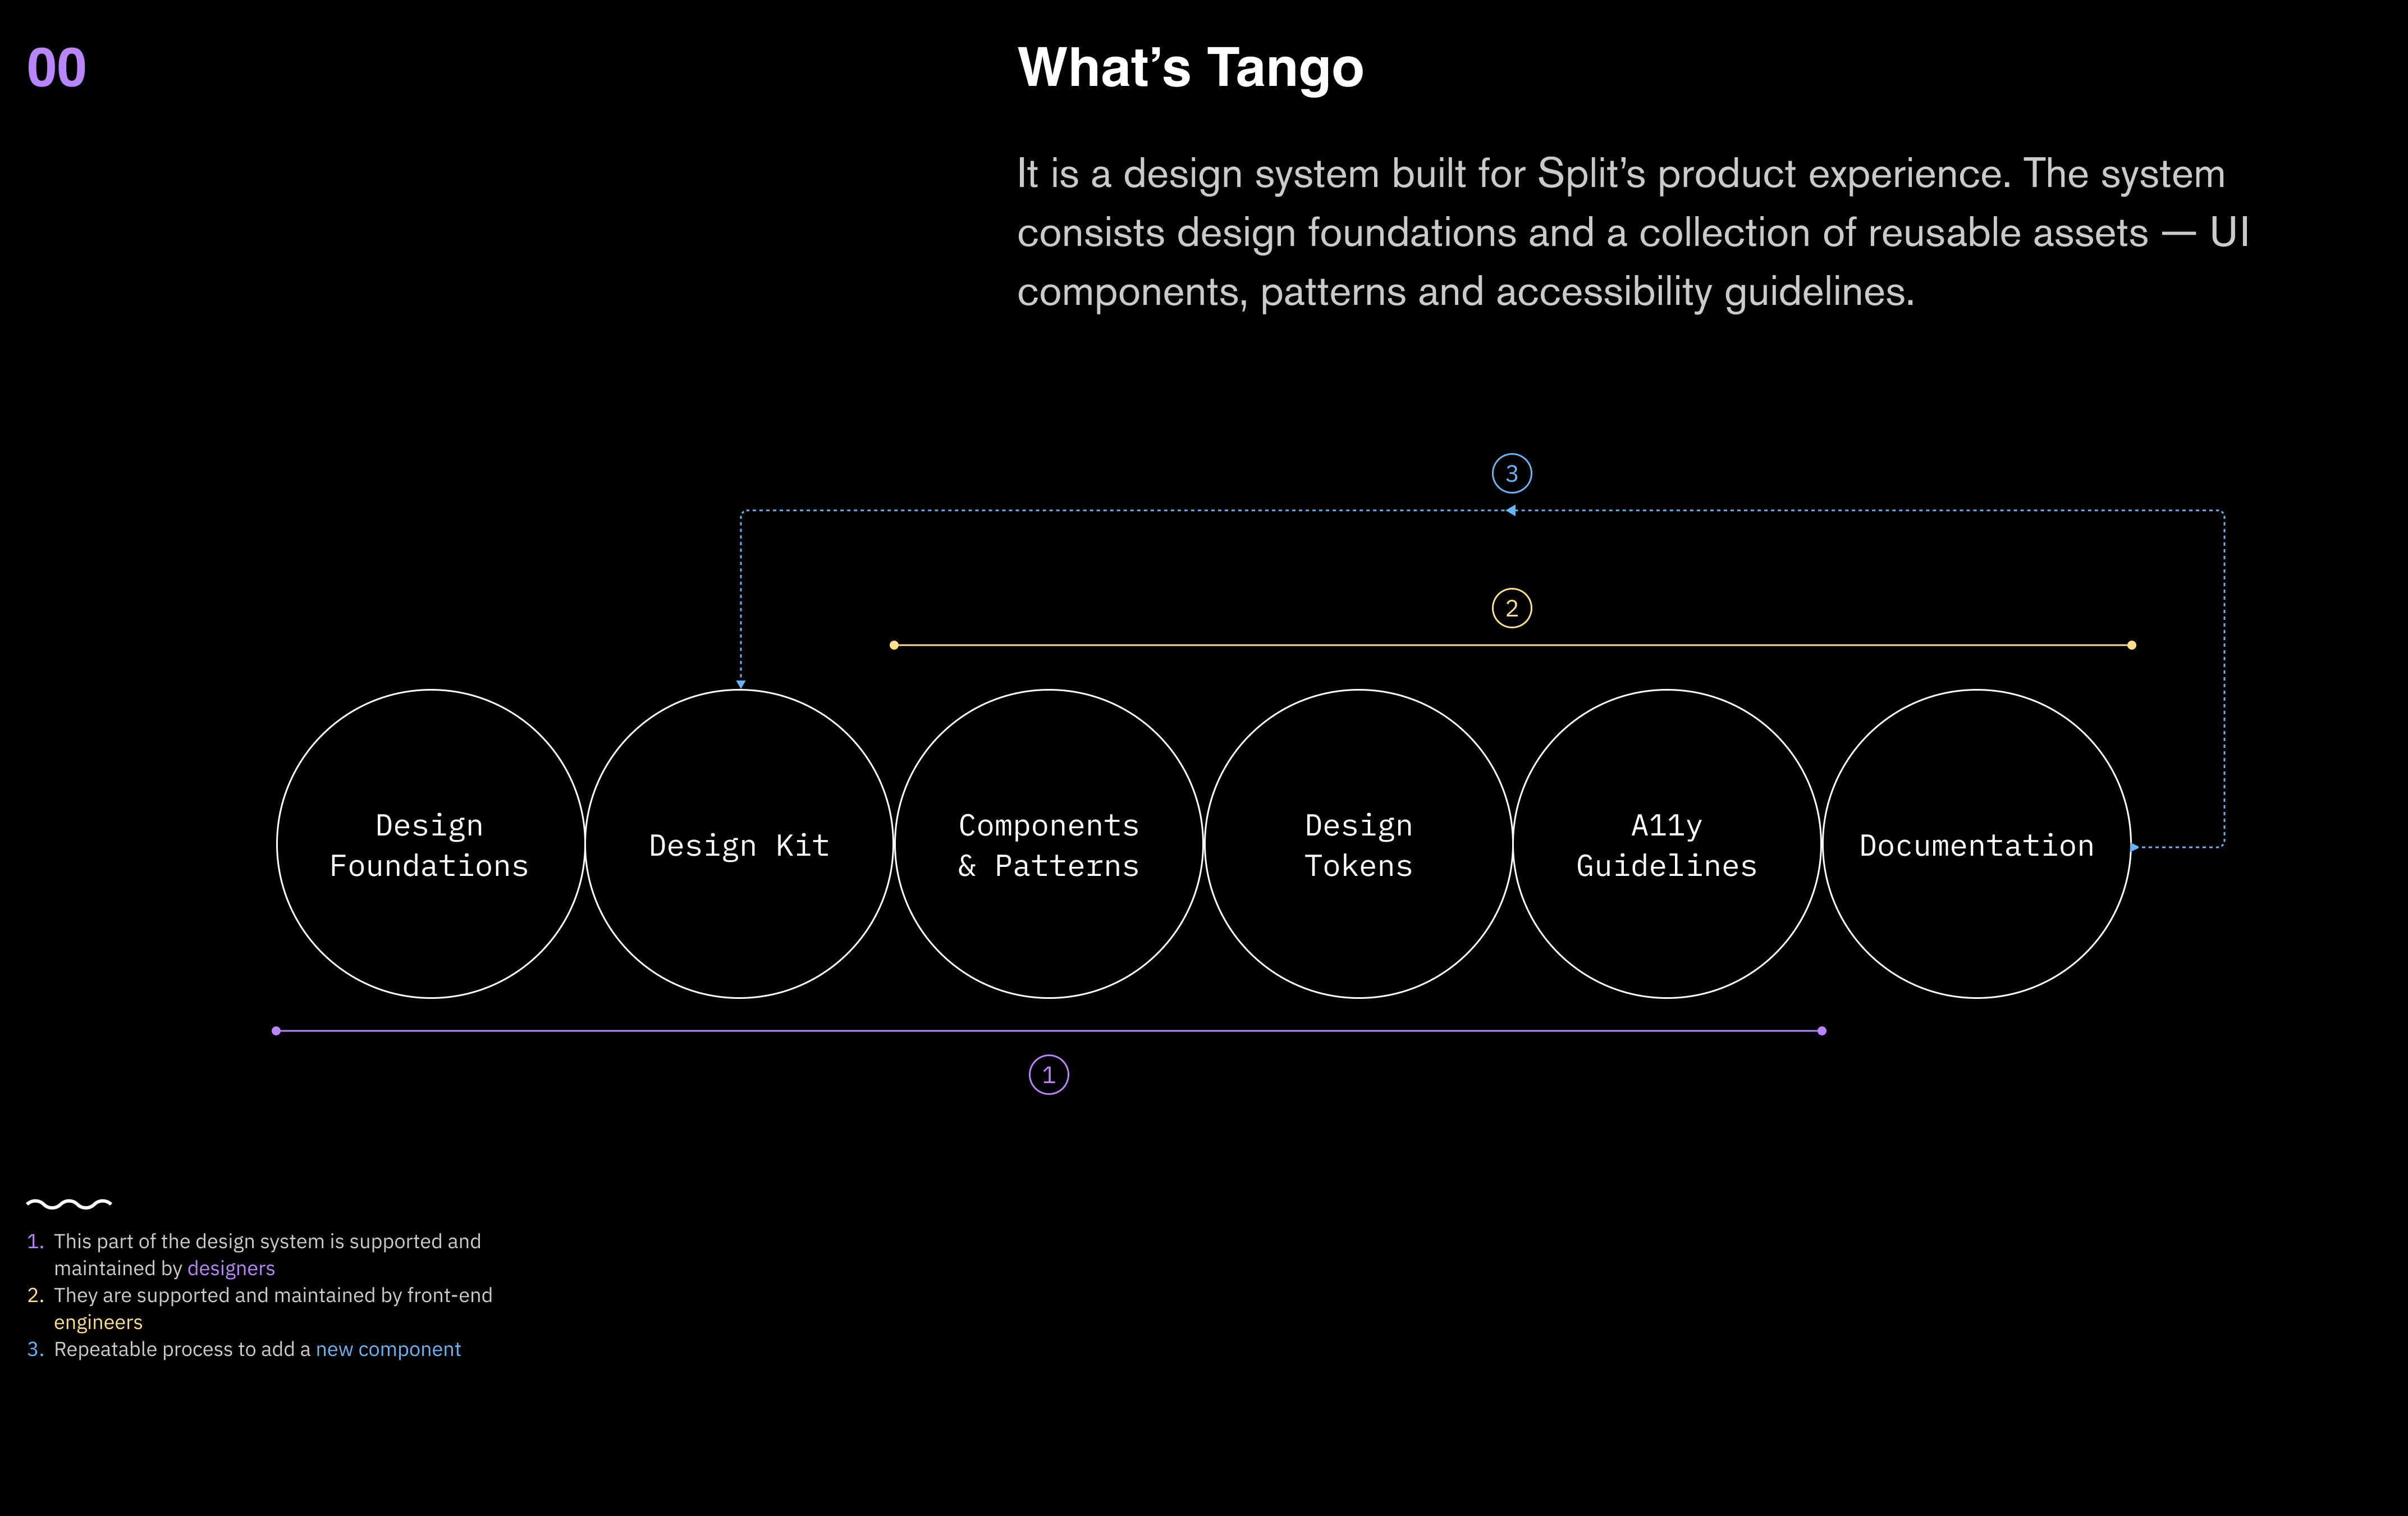 00
What’s Tango
It is a design system built for Split’s product experience. The system
consists design foundations and a collection of reusable assets — UI
components, patterns and accessibility guidelines.
3
2
Design
Foundations
Design Kit
Components
& Patterns
Design
Tokens
A11y
Guidelines
Documentation
1
1. This part of the design system is supported and
maintained by designers
2. They are supported and maintained by front-end
engineers
3. Repeatable process to add a new component